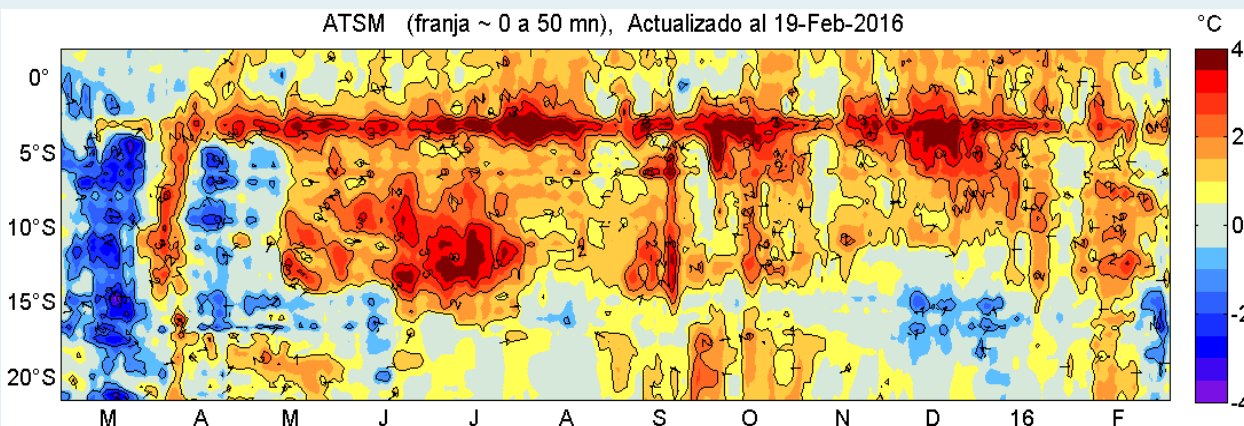 ATSM (franja ~ 0 a 50 mn), Actualizado al 19-Feb-2016
°C
4
2
0
-2
-4
0°
5°S
10°S
15°S
20°S
M A M J J A S O N D 16 F